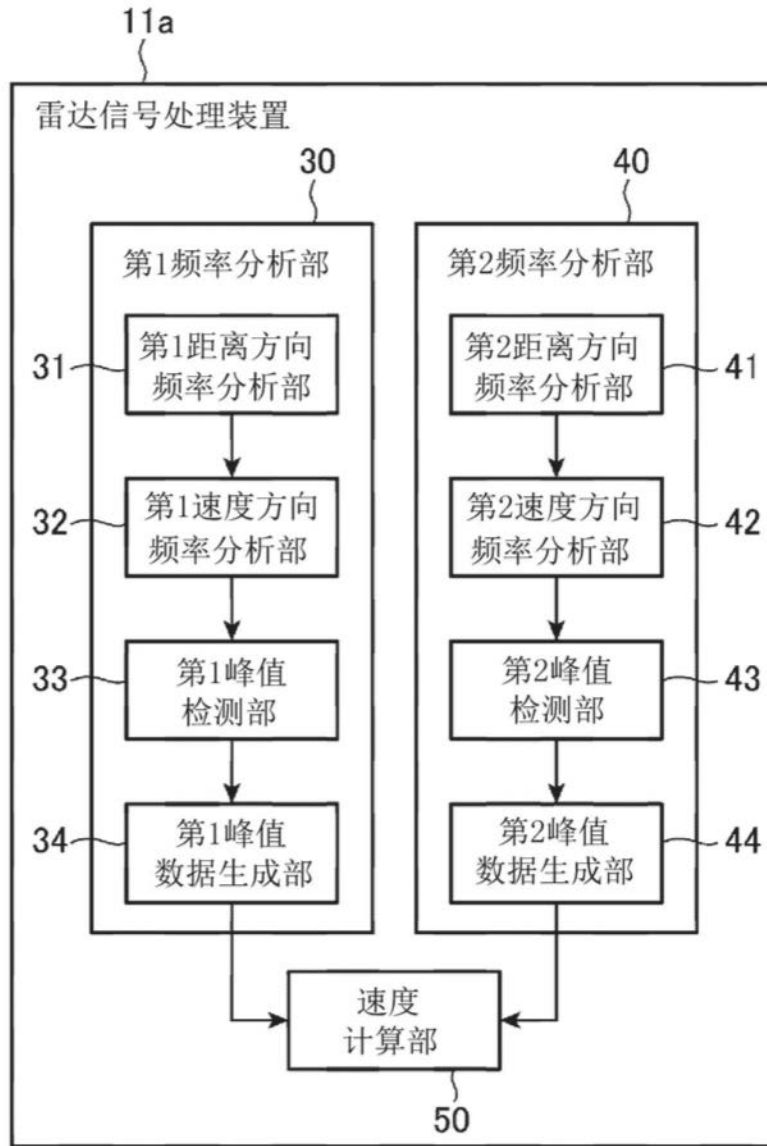 11a
雷达信号处理装置
30
40
第1频率分析部
第2频率分析部
31
第1距离方向
频率分析部
第2距离方向
频率分析部
41
32
第1速度方向
频率分析部
第2速度方向
频率分析部
42
33
第1峰值
检测部
第2峰值
检测部
43
34
第1峰值
数据生成部
第2峰值
数据生成部
44
速度
计算部
50